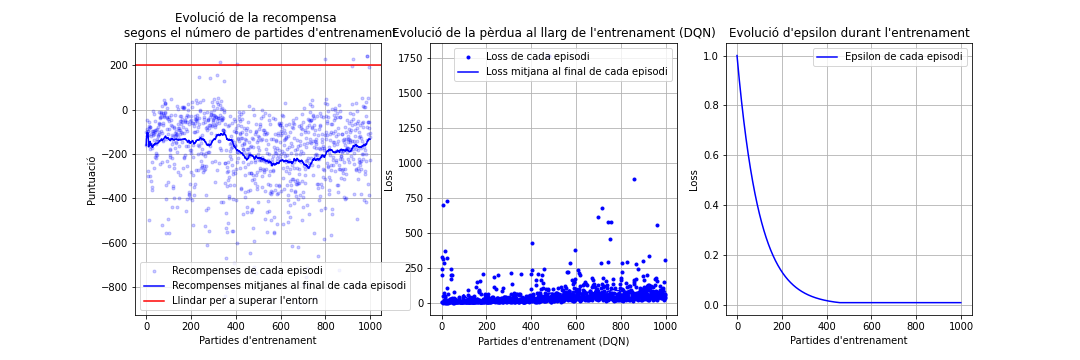 Evolució de la recompensa
segons el número de partides d'entrenament
Puntuació
200
0
−200
−400
−600
−800
Recompenses de cada episodi
Recompenses mitjanes al final de cada episodi
Llindar per a superar l'entorn
0 200 400 600 800 1000
Partides d'entrenament
Evolució de la pèrdua al llarg de l'entrenament (DQN)
Loss
1750
1500
1250
1000
750
500
250
0
Loss de cada episodi
Loss mitjana al final de cada episodi
0 200 400 600 800 1000
Partides d'entrenament (DQN)
Evolució d'epsilon durant l'entrenament
Loss
1.0
0.8
0.6
0.4
0.2
0.0
Epsilon de cada episodi
0 200 400 600 800 1000
Partides d'entrenament